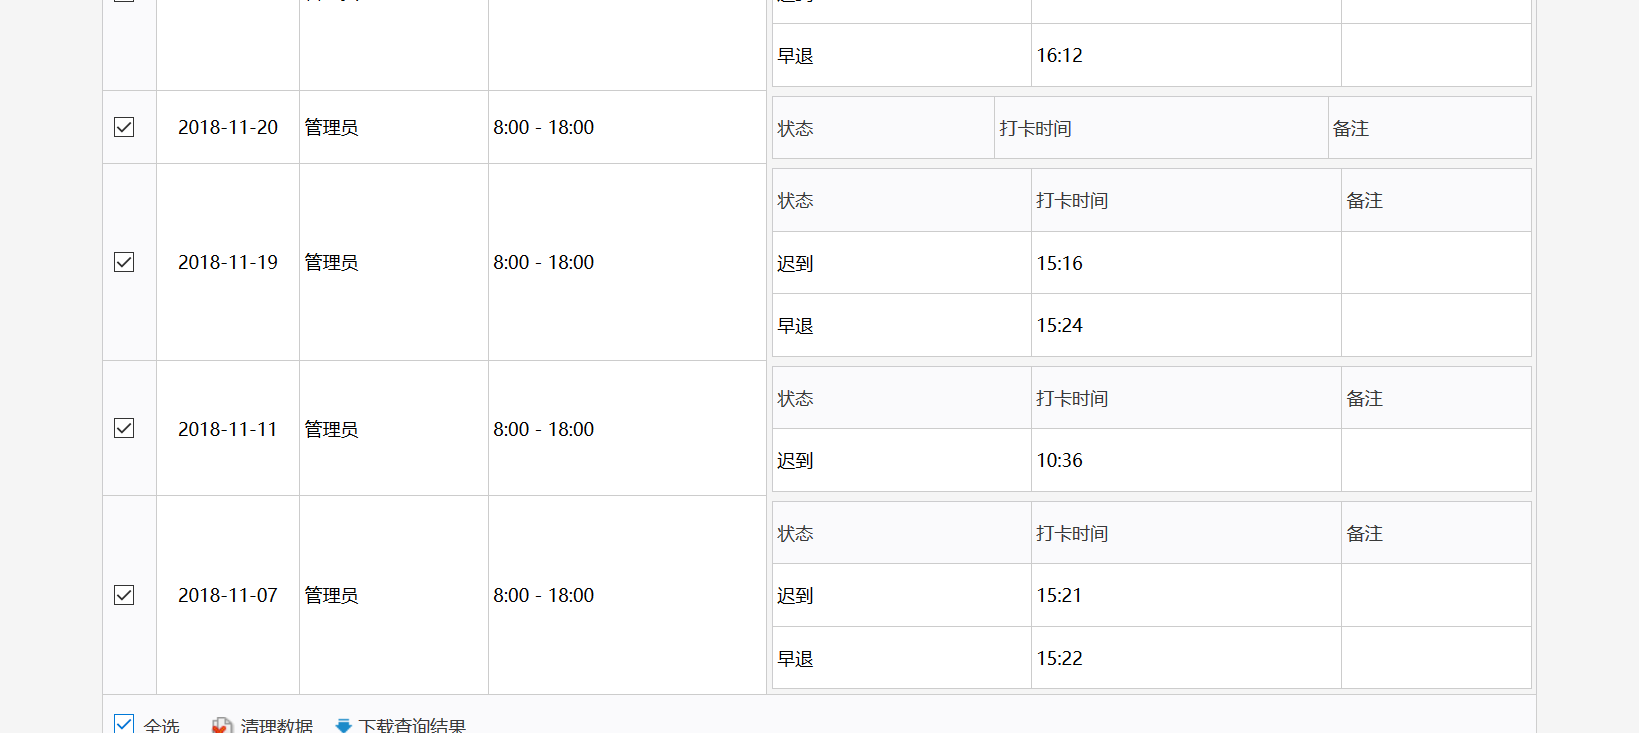 早退 16:12
2018-11-20 管理员 8:00 - 18:00 状态 打卡时间 备注
状态 打卡时间 备注
2018-11-19 管理员 8:00 - 18:00 迟到 15:16
早退 15:24
状态 打卡时间 备注
2018-11-11 管理员 8:00 - 18:00
迟到 10:36
状态 打卡时间 备注
2018-11-07 管理员 8:00 - 18:00 迟到 15:21
早退 15:22
全选 清理数据 下载查询结果